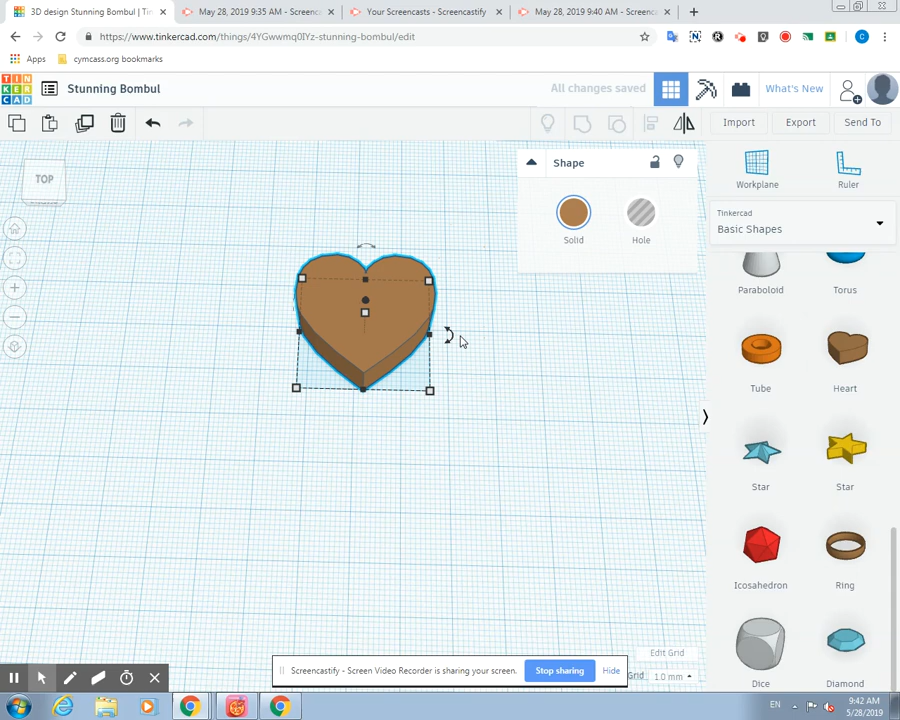 3D design Stunning Bombul | Tin
May 28, 2019 9:35 AM - Screenca
Your Screencasts - Screencastify
May 28, 2019 9:40 AM - Screenca
https://www.tinkercad.com/things/4YGwwmq0IYz-stunning-bombul/edit
Apps
cymcass.org bookmarks
TIN
KER
CAD
Stunning Bombul
All changes saved
What's New
Import
Export
Send To
TOP
Shape
Solid
Hole
Workplane
Ruler
Tinkercad
Basic Shapes
Paraboloid
Torus
Tube
Heart
Star
Star
Icosahedron
Ring
Dice
Diamond
Edit Grid
Grid
1.0 mm
Screencastify - Screen Video Recorder is sharing your screen.
Stop sharing
Hide
EN
9:42 AM
5/28/2019